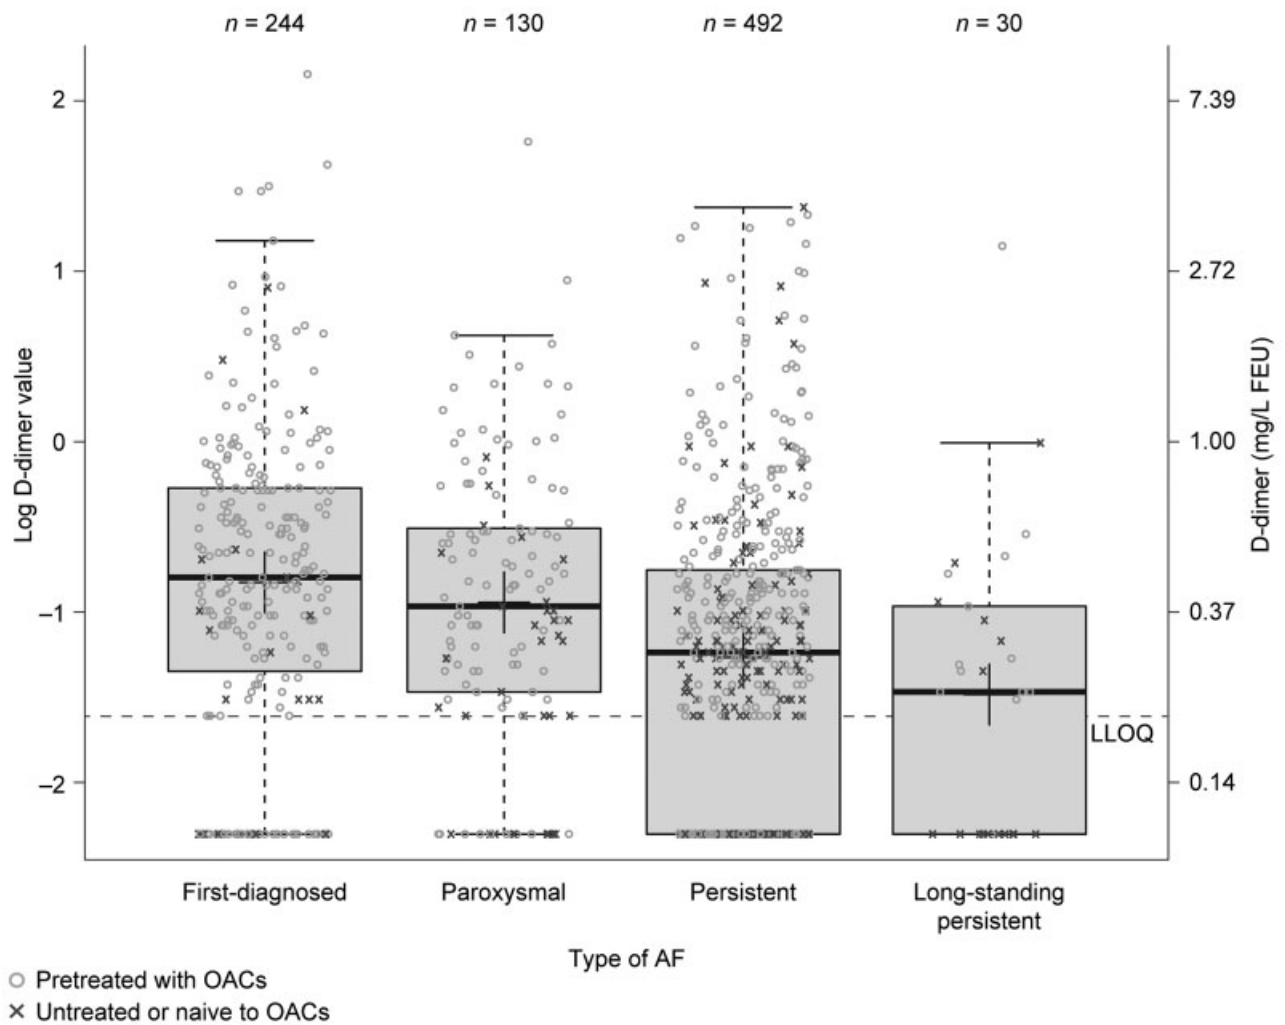 n = 244
n = 130
n = 492
n = 30
2
1
0
–1
–2
Log D-dimer value
7.39
2.72
1.00
0.37
0.14
D-dimer (mg/L FEU)
LLOQ
First-diagnosed
Paroxysmal
Persistent
Long-standing
persistent
Type of AF
Pretreated with OACs
Untreated or naive to OACs